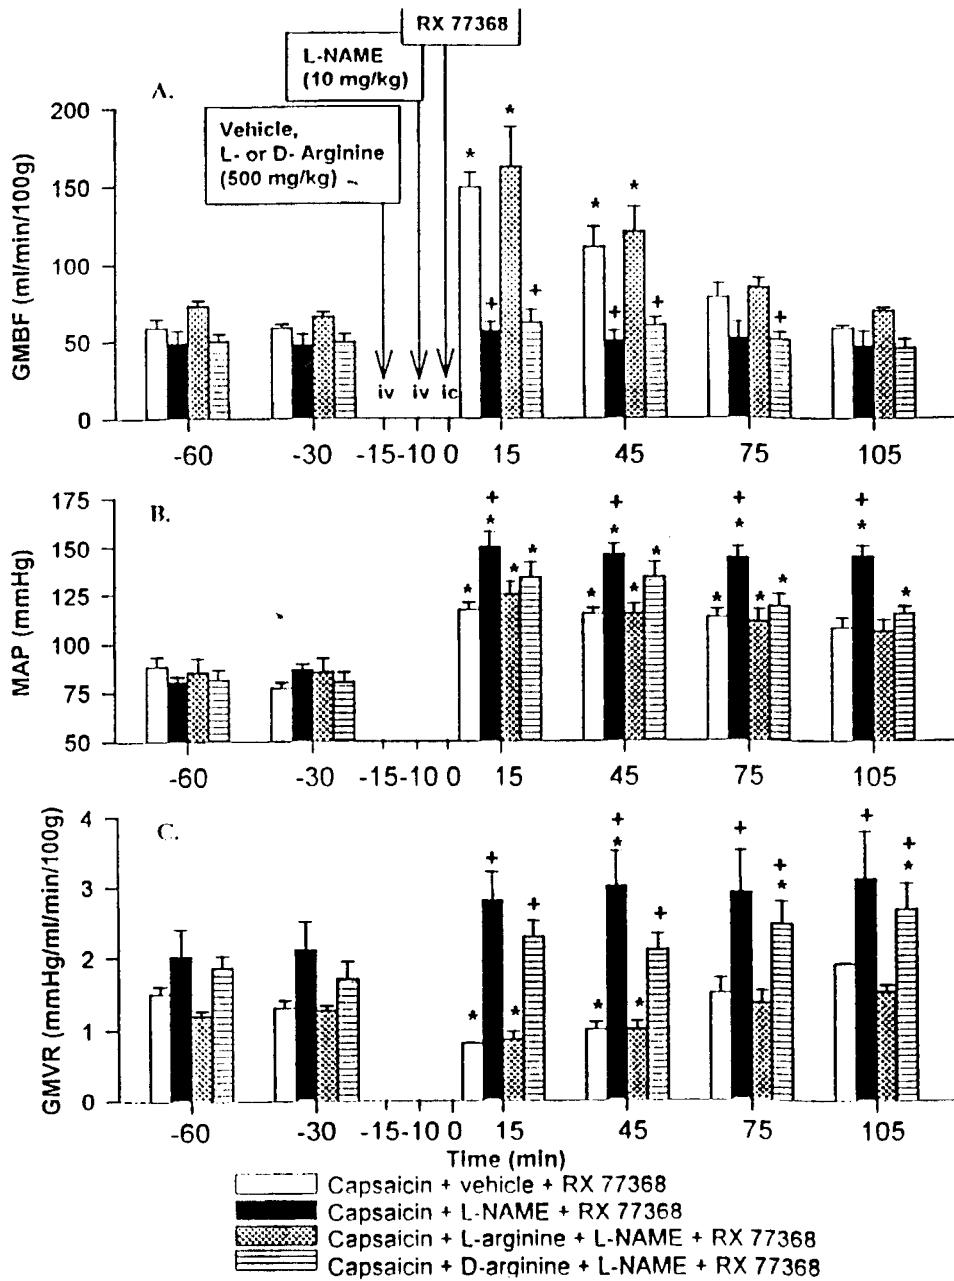 RX 77368
L-NAME
(10 mg/kg)
A.
Vehicle,
L- or D- Arginine
(500 mg/kg)
GMBF (ml/min/100g)
200
150
100
50
0
* * * *
+ + + + +
iv iv ic
-60 -30 -15 -10 0 15 45 75 105
B.
MAP (mmHg)
175
150
125
100
75
50
+ + + +
* * * * * * * * * * * * * *
-60 -30 -15 -10 0 15 45 75 105
C.
GMVR (mmHg/ml/min/100g)
4
3
2
1
0
+ + + + + + + +
* * * * * * *
-60 -30 -15 -10 0 15 45 75 105
Time (min)
Capsaicin + vehicle + RX 77368
Capsaicin + L-NAME + RX 77368
Capsaicin + L-arginine + L-NAME + RX 77368
Capsaicin + D-arginine + L-NAME + RX 77368